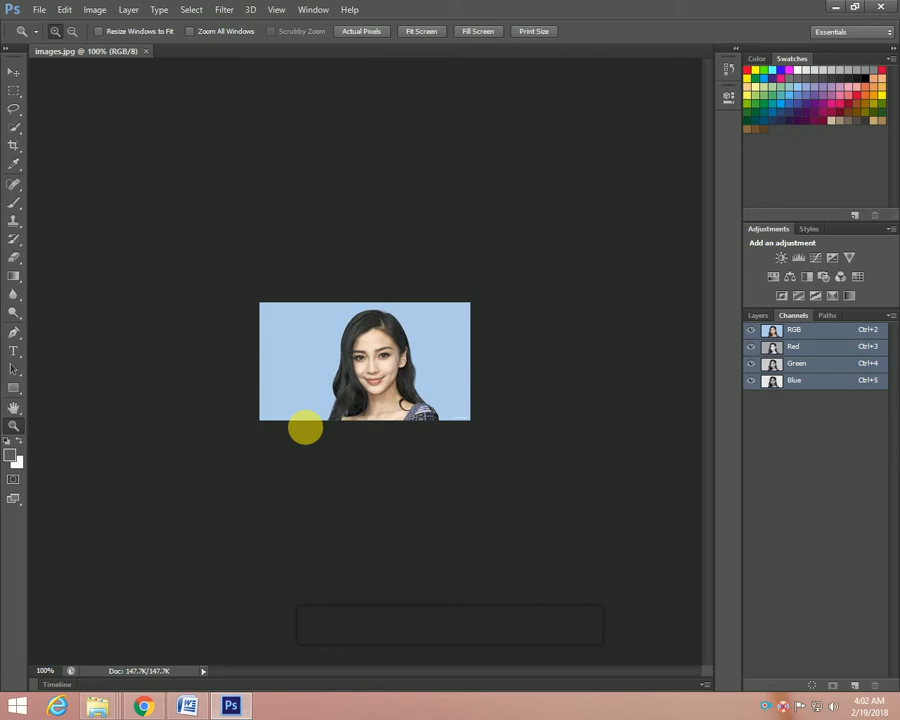 Ps File Edit Image Layer Type Select Filter 3D View Window Help
Resize Windows to Fit Zoom All Windows Scrubby Zoom Actual Pixels Fit Screen Fill Screen Print Size Essentials
images.jpg @ 100% (RGB/8) ×
Color Swatches
Adjustments Styles
Add an adjustment
Layers Channels Paths
RGB Ctrl+2
Red Ctrl+3
Green Ctrl+4
Blue Ctrl+5
100% Doc: 147.7K/147.7K
Timeline
Ps
4:02 AM
2/19/2018